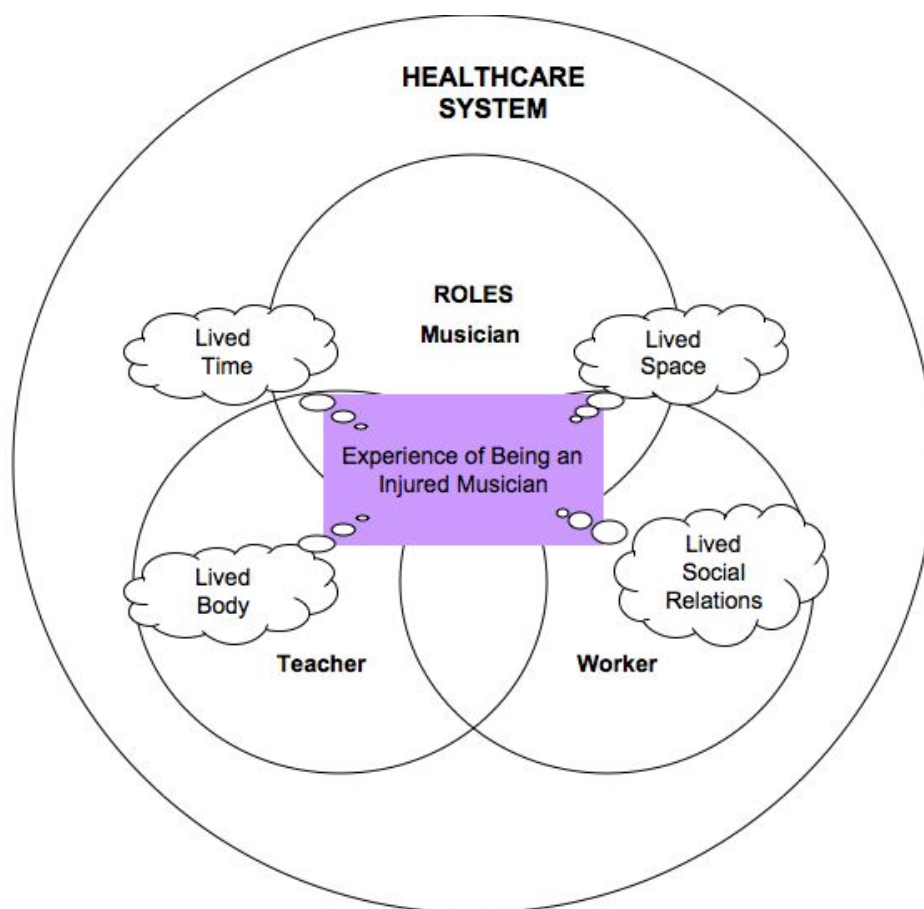 HEALTHCARE
SYSTEM
ROLES
Musician
Lived
Time
Lived
Space
Experience of Being an
Injured Musician
Lived
Body
Lived
Social
Relations
Teacher
Worker